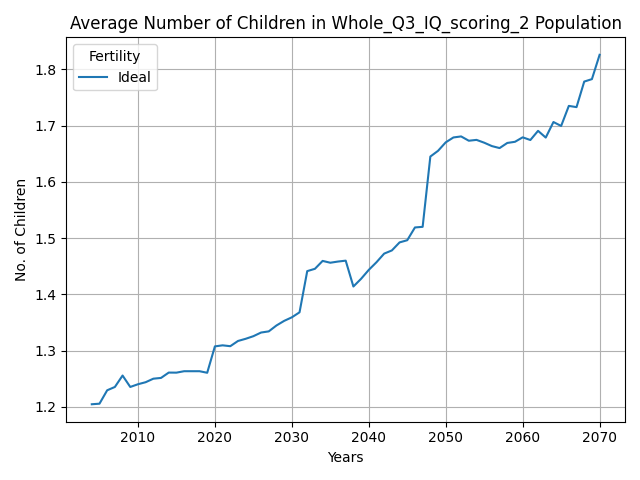 Average Number of Children in Whole_Q3_IQ_scoring_2 Population
Fertility
Ideal
No. of Children
1.8
1.7
1.6
1.5
1.4
1.3
1.2
2010 2020 2030 2040 2050 2060 2070
Years